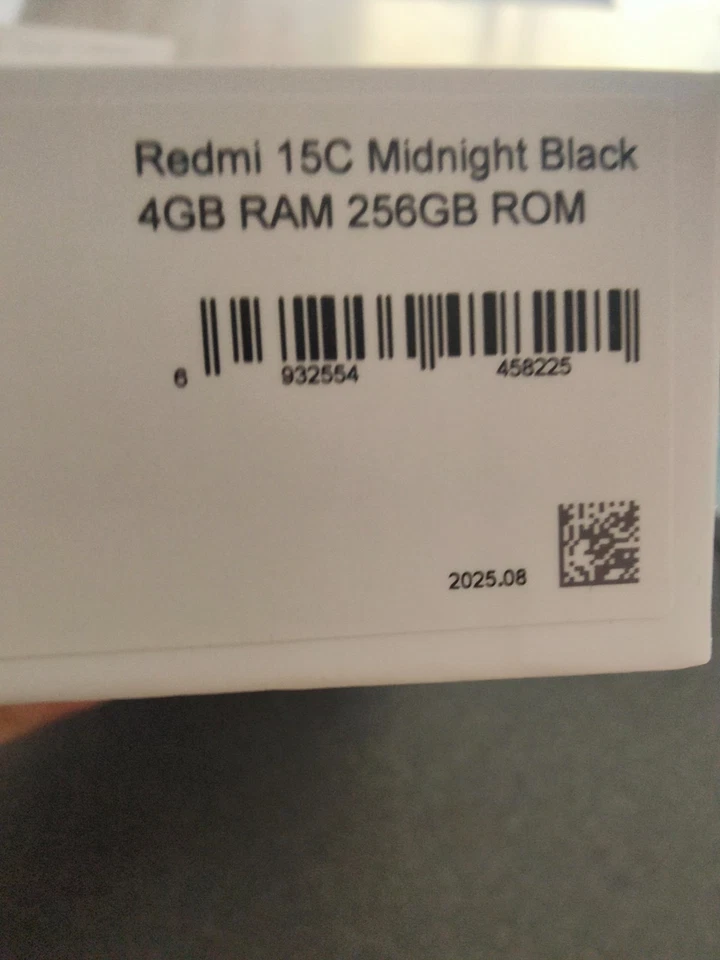 Redmi 15C Midnight Black
4GB RAM 256GB ROM
6 932554 458225
2025.08